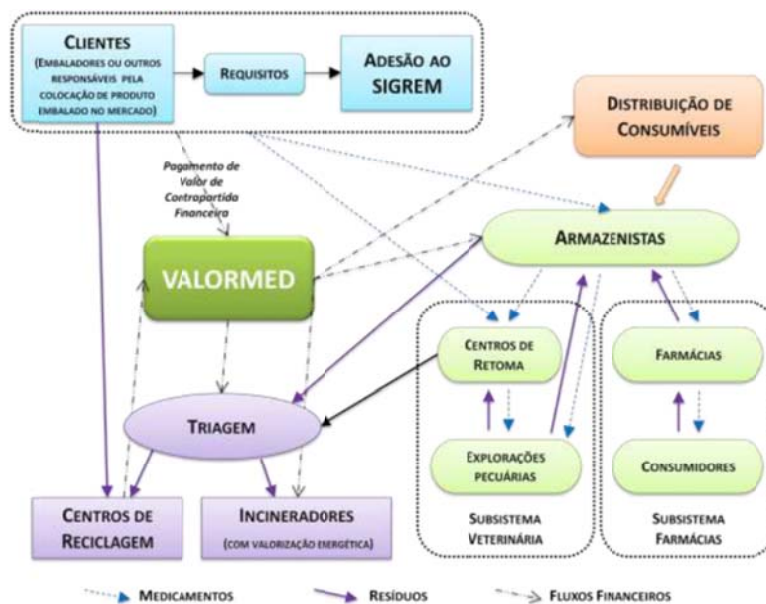 CLIENTES
(EMBALADORES OU OUTROS
RESPONSÁVEIS PELA
COLOCAÇÃO DE PRODUTO
EMBALADO NO MERCADO)
REQUISITOS
ADESÃO AO
SIGREM
DISTRIBUIÇÃO DE
CONSUMÍVEIS
Pagamento de
Valor de
Contrapartida
Financeira
ARMAZENISTAS
VALORMED
CENTROS DE
RETOMA
FARMÁCIAS
TRIAGEM
EXPLORAÇÕES
PECUÁRIAS
CONSUMIDORES
CENTROS DE
RECICLAGEM
INCINERADORES
(COM VALORIZAÇÃO ENERGÉTICA)
SUBSISTEMA
VETERINÁRIA
SUBSISTEMA
FARMÁCIAS
MEDICAMENTOS
RESÍDUOS
FLUXOS FINANCEIROS